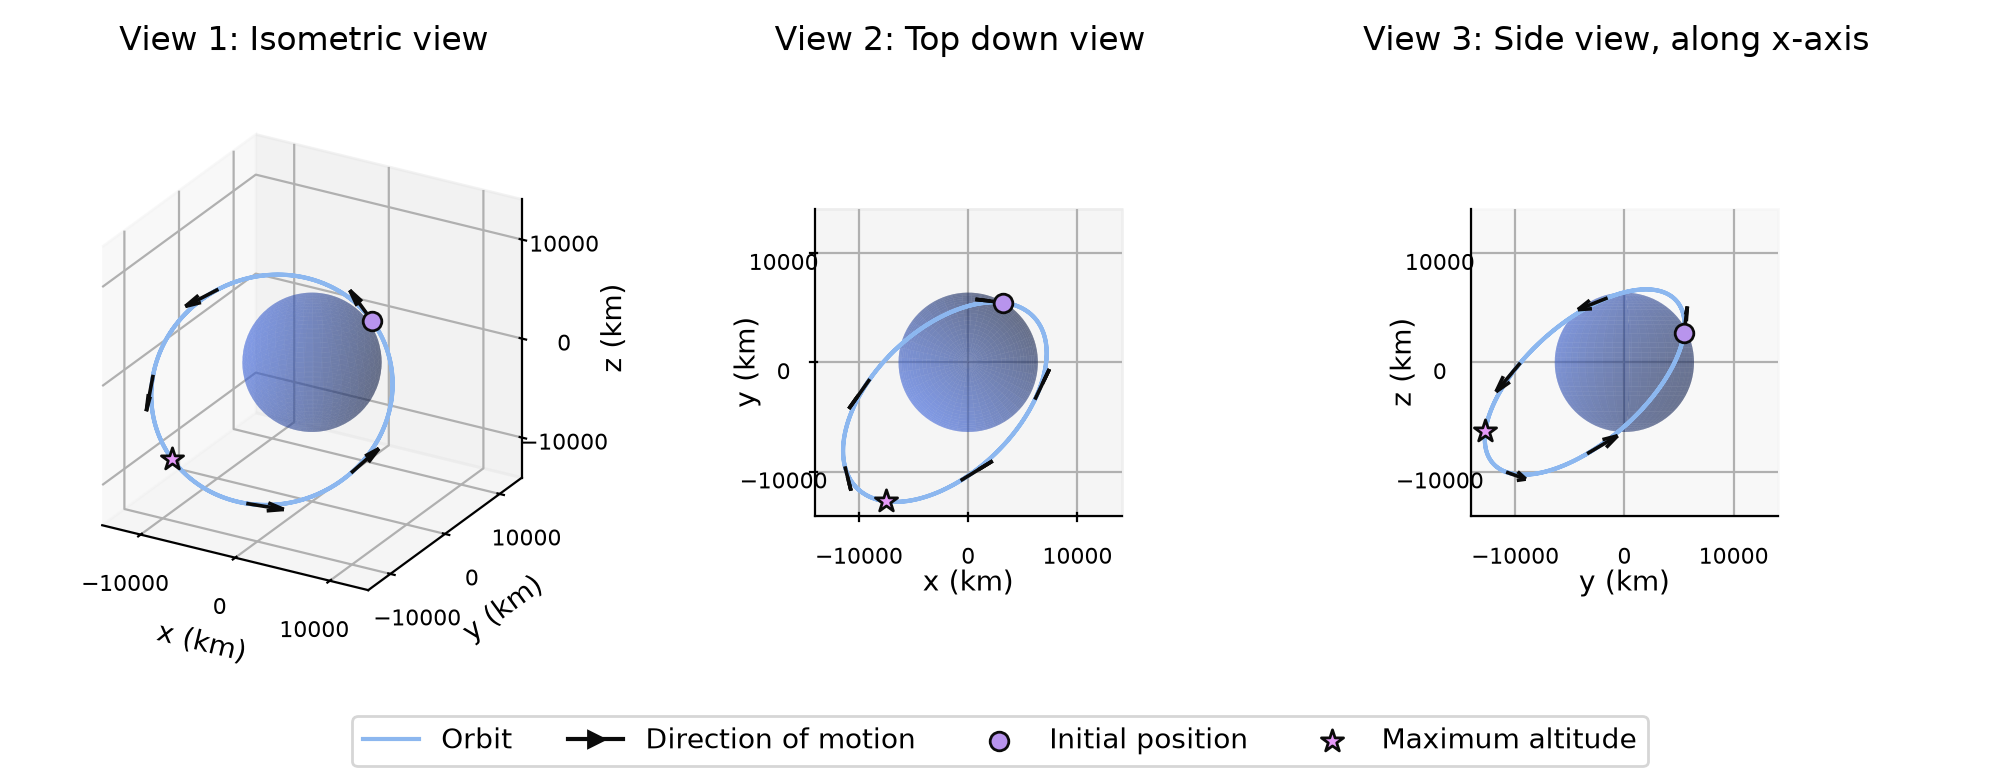 View 1: Isometric view
10000
0
−10000
z (km)
−10000
0
10000
x (km)
−10000
0
10000
y (km)
View 2: Top down view
10000
0
−10000
y (km)
−10000
0
10000
x (km)
View 3: Side view, along x-axis
10000
0
−10000
z (km)
−10000
0
10000
y (km)
Orbit
Direction of motion
Initial position
Maximum altitude